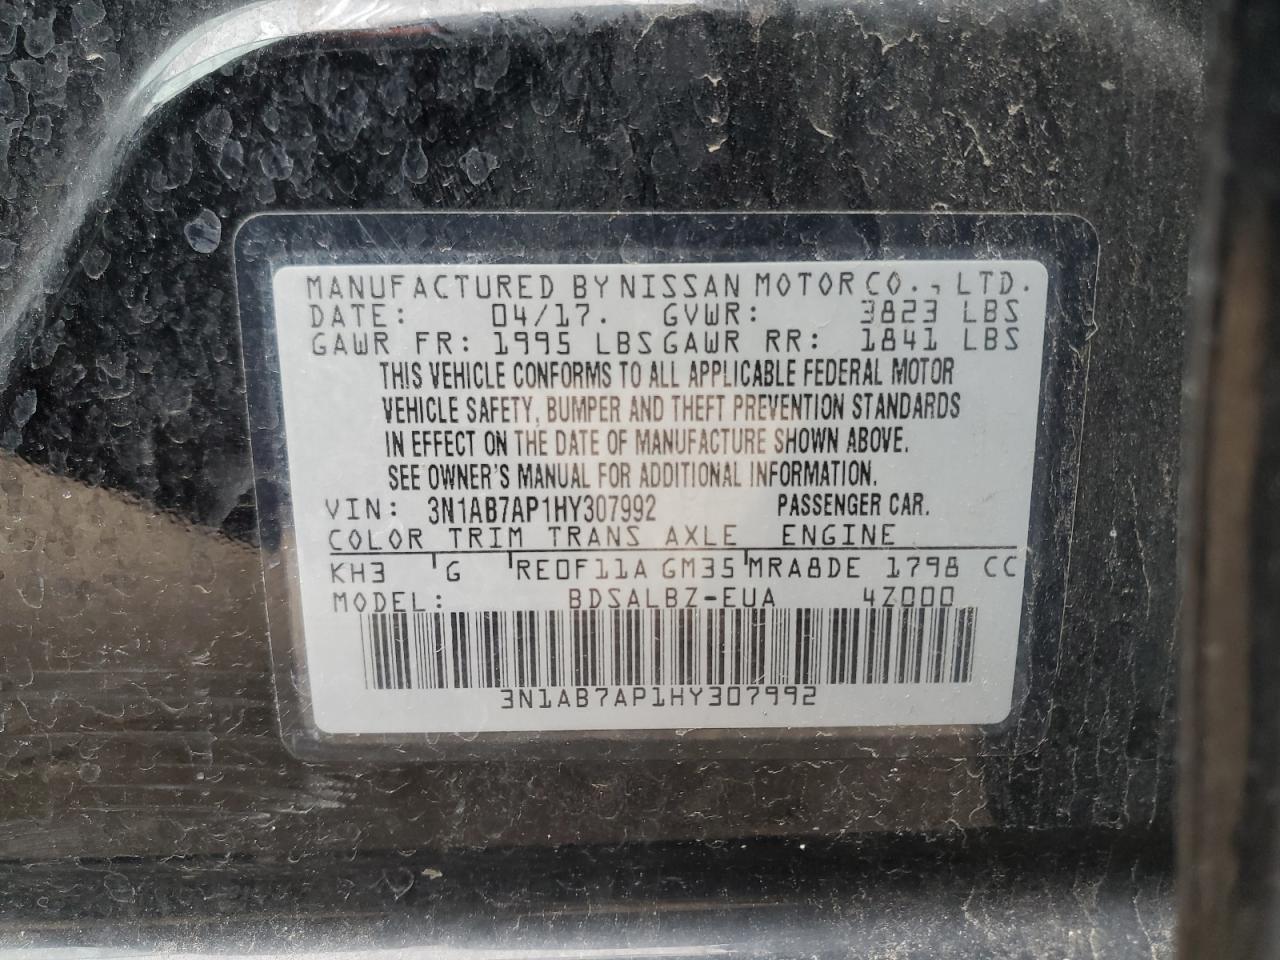 MANUFACTURED BY NISSAN MOTOR CO., LTD.
DATE: 04/17. GVWR: 3823 LBS
GAWR FR: 1995 LBS GAWR RR: 1841 LBS
THIS VEHICLE CONFORMS TO ALL APPLICABLE FEDERAL MOTOR
VEHICLE SAFETY, BUMPER AND THEFT PREVENTION STANDARDS
IN EFFECT ON THE DATE OF MANUFACTURE SHOWN ABOVE.
SEE OWNER'S MANUAL FOR ADDITIONAL INFORMATION.
VIN: 3N1AB7AP1HY307992 PASSENGER CAR.
COLOR TRIM TRANS AXLE ENGINE
KH3 G RE0F11A GM35 MRA8DE 1798 CC
MODEL: BDSALBZ-EUA 4Z000
3N1AB7AP1HY307992